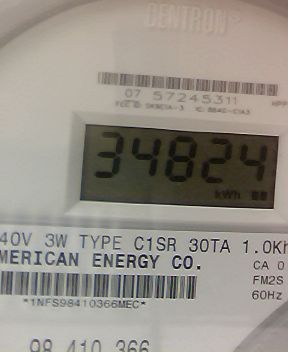 CENTRON
07 57245311
34824
kWh
40V 3W TYPE C1SR 30TA 1.0Kh
MERICAN ENERGY CO.
CA 0
FM2S
60Hz
*1NFS98410366MEC*
98 410 366